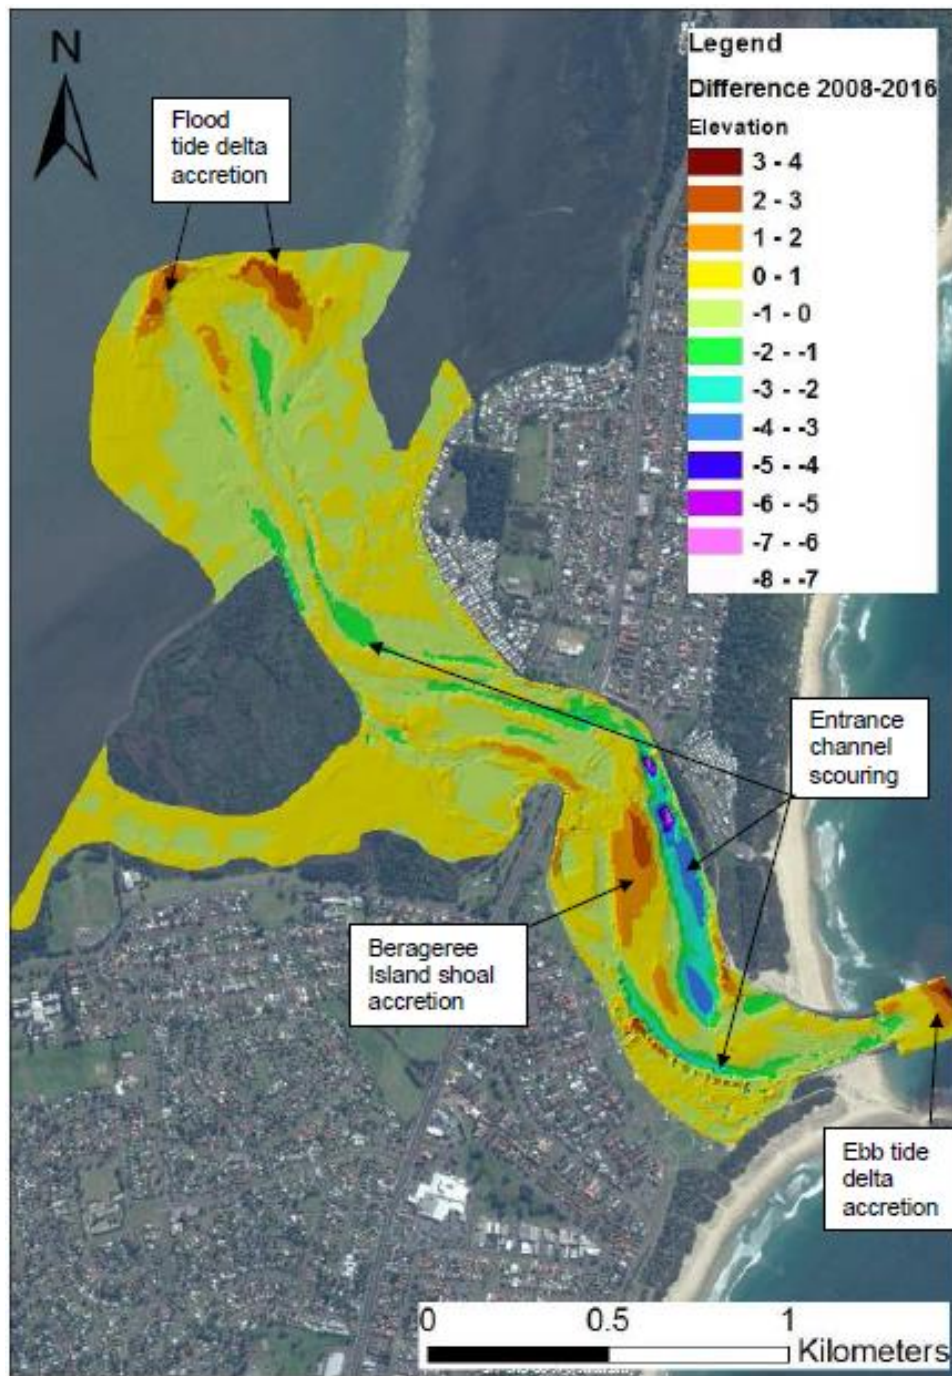 N
Flood
tide delta
accretion
Legend
Difference 2008-2016
Elevation
3 - 4
2 - 3
1 - 2
0 - 1
-1 - 0
-2 - -1
-3 - -2
-4 - -3
-5 - -4
-6 - -5
-7 - -6
-8 - -7
Entrance
channel
scouring
Berageree
Island shoal
accretion
Ebb tide
delta
accretion
0 0.5 1
Kilometers